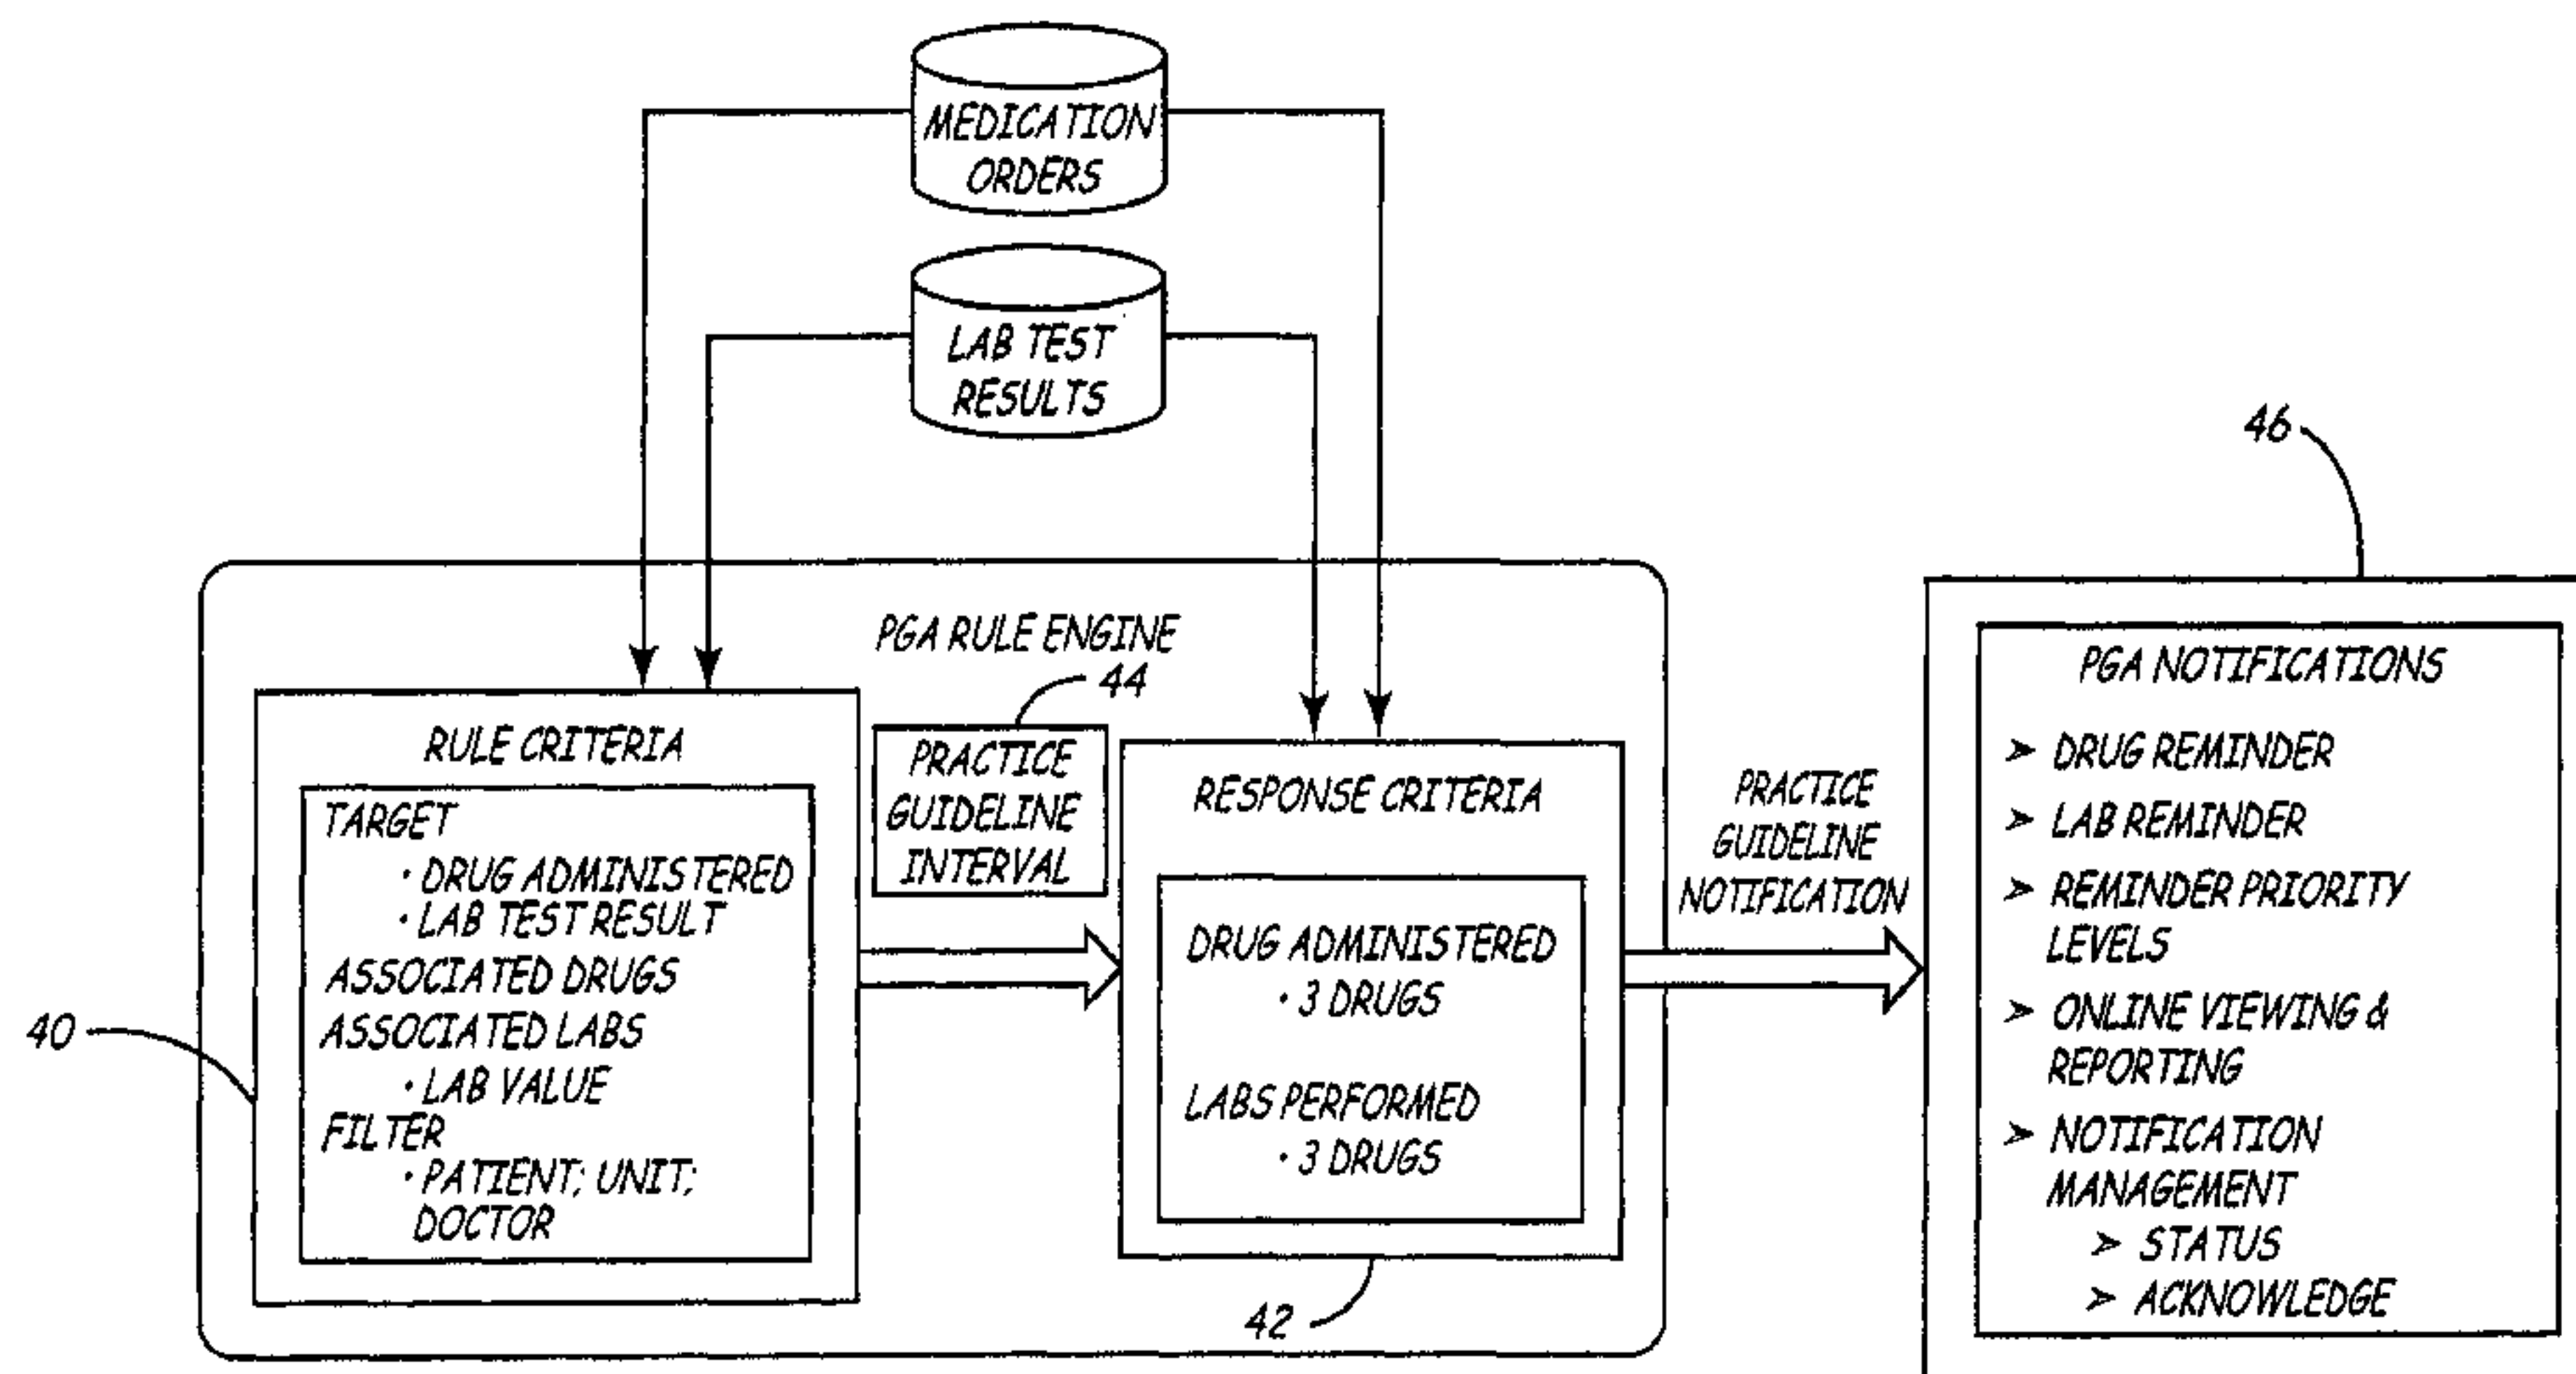 MEDICATION
ORDERS
LAB TEST
RESULTS
46
PGA RULE ENGINE
44
RULE CRITERIA
TARGET
· DRUG ADMINISTERED
· LAB TEST RESULT
ASSOCIATED DRUGS
ASSOCIATED LABS
· LAB VALUE
FILTER
· PATIENT; UNIT;
DOCTOR
40
PRACTICE
GUIDELINE
INTERVAL
RESPONSE CRITERIA
DRUG ADMINISTERED
· 3 DRUGS
LABS PERFORMED
· 3 DRUGS
42
PRACTICE
GUIDELINE
NOTIFICATION
PGA NOTIFICATIONS
➢ DRUG REMINDER
➢ LAB REMINDER
➢ REMINDER PRIORITY
LEVELS
➢ ONLINE VIEWING &
REPORTING
➢ NOTIFICATION
MANAGEMENT
➢ STATUS
➢ ACKNOWLEDGE